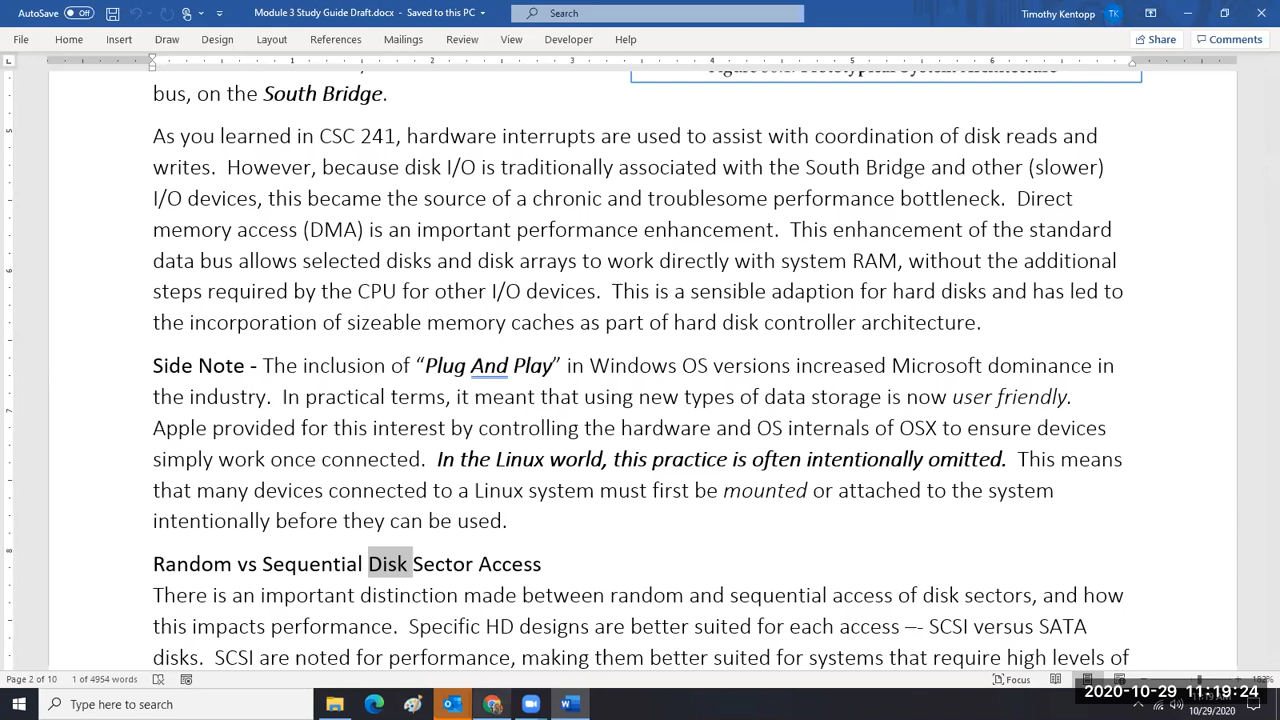 AutoSave Off Module 3 Study Guide Draft.docx - Saved to this PC Search Timothy Kentopp TK
File Home Insert Draw Design Layout References Mailings Review View Developer Help Share Comments
1 2 3 4 5 6
bus, on the South Bridge.
As you learned in CSC 241, hardware interrupts are used to assist with coordination of disk reads and
writes. However, because disk I/O is traditionally associated with the South Bridge and other (slower)
I/O devices, this became the source of a chronic and troublesome performance bottleneck. Direct
memory access (DMA) is an important performance enhancement. This enhancement of the standard
data bus allows selected disks and disk arrays to work directly with system RAM, without the additional
steps required by the CPU for other I/O devices. This is a sensible adaption for hard disks and has led to
the incorporation of sizeable memory caches as part of hard disk controller architecture.
Side Note - The inclusion of “Plug And Play” in Windows OS versions increased Microsoft dominance in
the industry. In practical terms, it meant that using new types of data storage is now user friendly.
Apple provided for this interest by controlling the hardware and OS internals of OSX to ensure devices
simply work once connected. In the Linux world, this practice is often intentionally omitted. This means
that many devices connected to a Linux system must first be mounted or attached to the system
intentionally before they can be used.
Random vs Sequential Disk Sector Access
There is an important distinction made between random and sequential access of disk sectors, and how
this impacts performance. Specific HD designs are better suited for each access –- SCSI versus SATA
disks. SCSI are noted for performance, making them better suited for systems that require high levels of
Page 2 of 10 1 of 4954 words Focus 182%
Type here to search 2020-10-29 11:19:24
10/29/2020